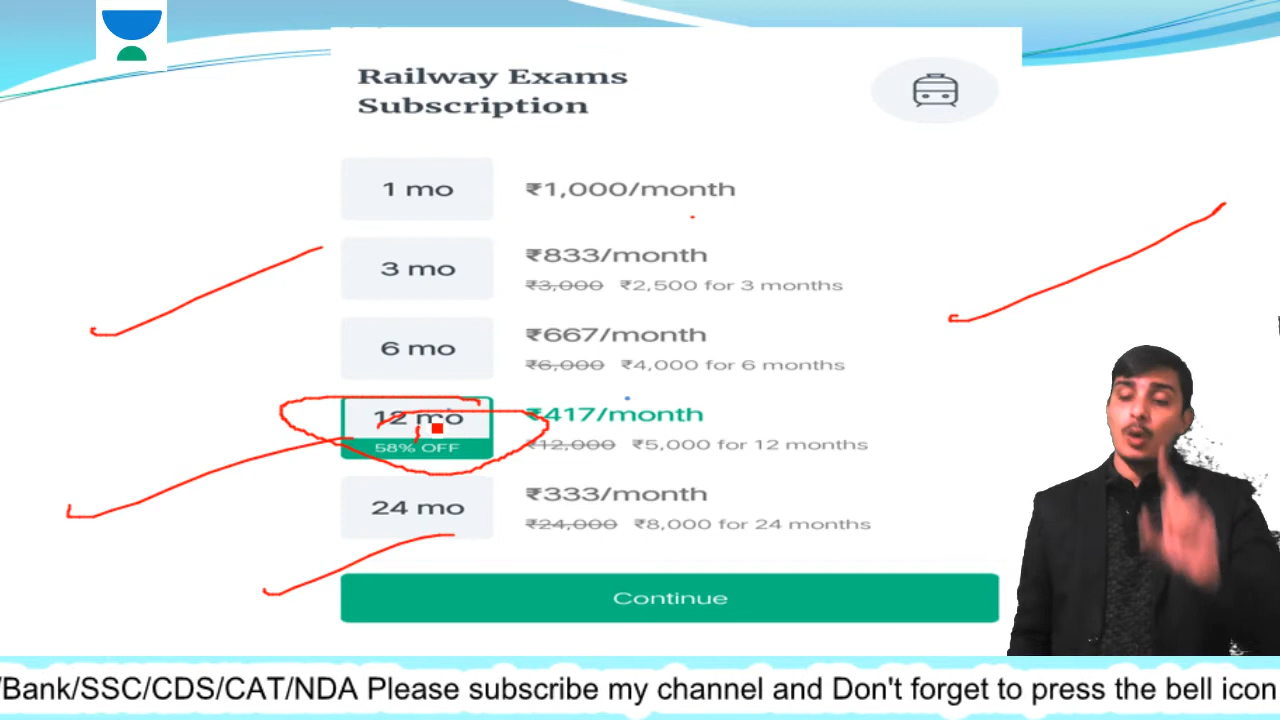 Railway Exams
Subscription
1 mo ₹1,000/month
3 mo ₹833/month
₹3,000 ₹2,500 for 3 months
6 mo ₹667/month
₹6,000 ₹4,000 for 6 months
12 mo ₹417/month
58% OFF ₹12,000 ₹5,000 for 12 months
24 mo ₹333/month
₹24,000 ₹8,000 for 24 months
Continue
/Bank/SSC/CDS/CAT/NDA Please subscribe my channel and Don't forget to press the bell icon